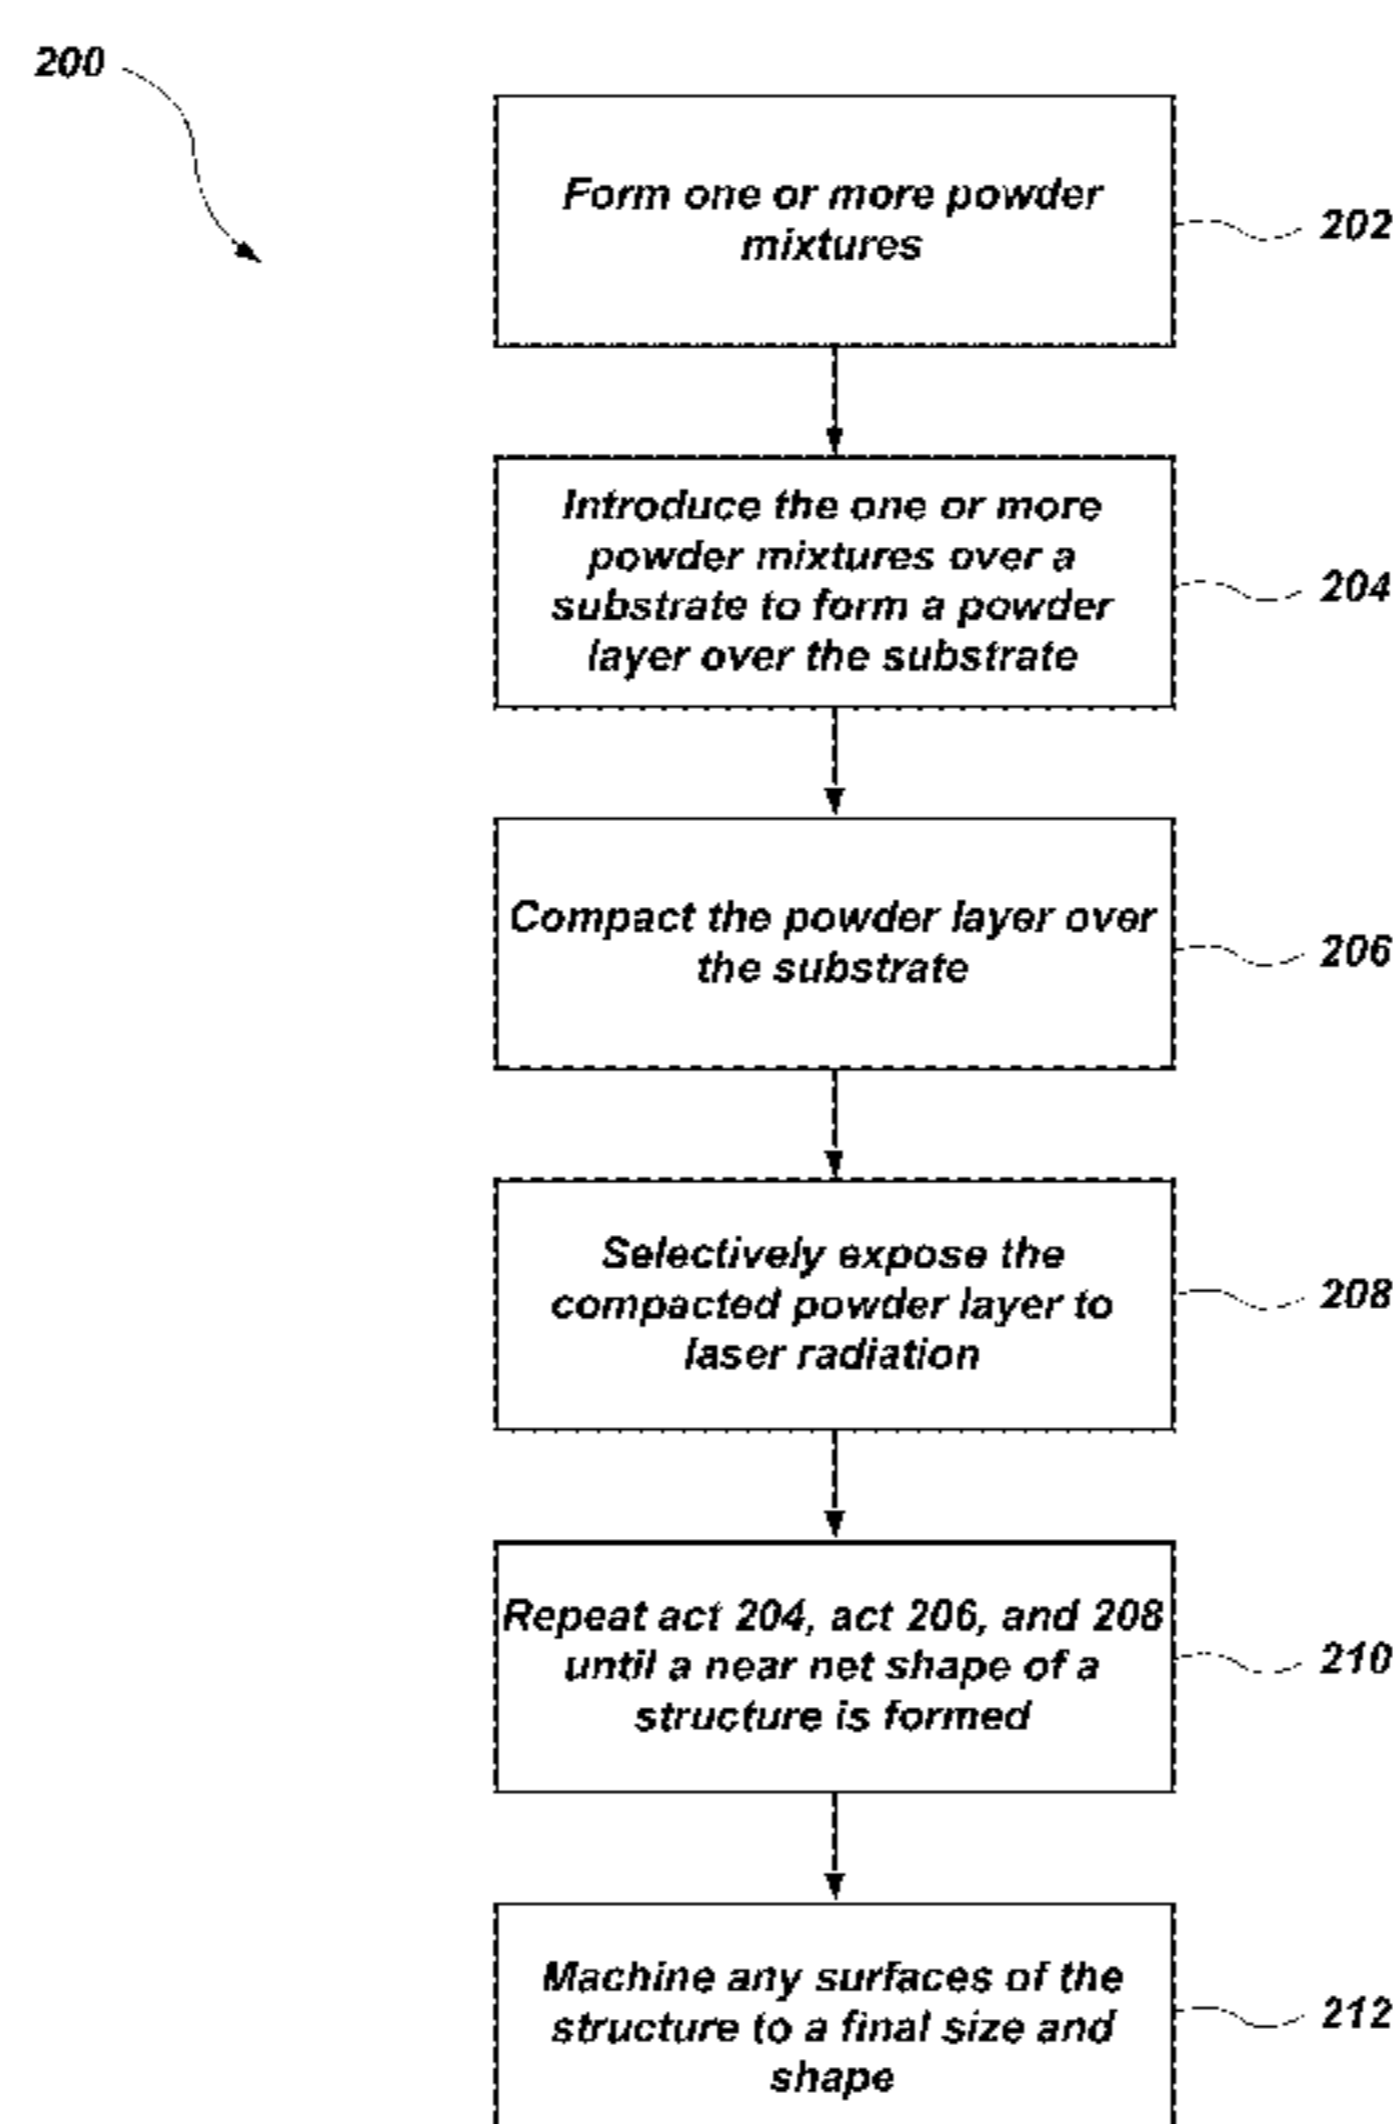 200
Form one or more powder
mixtures
202
Introduce the one or more
powder mixtures over a
substrate to form a powder
layer over the substrate
204
Compact the powder layer over
the substrate
206
Selectively expose the
compacted powder layer to
laser radiation
208
Repeat act 204, act 206, and 208
until a near net shape of a
structure is formed
210
Machine any surfaces of the
structure to a final size and
shape
212